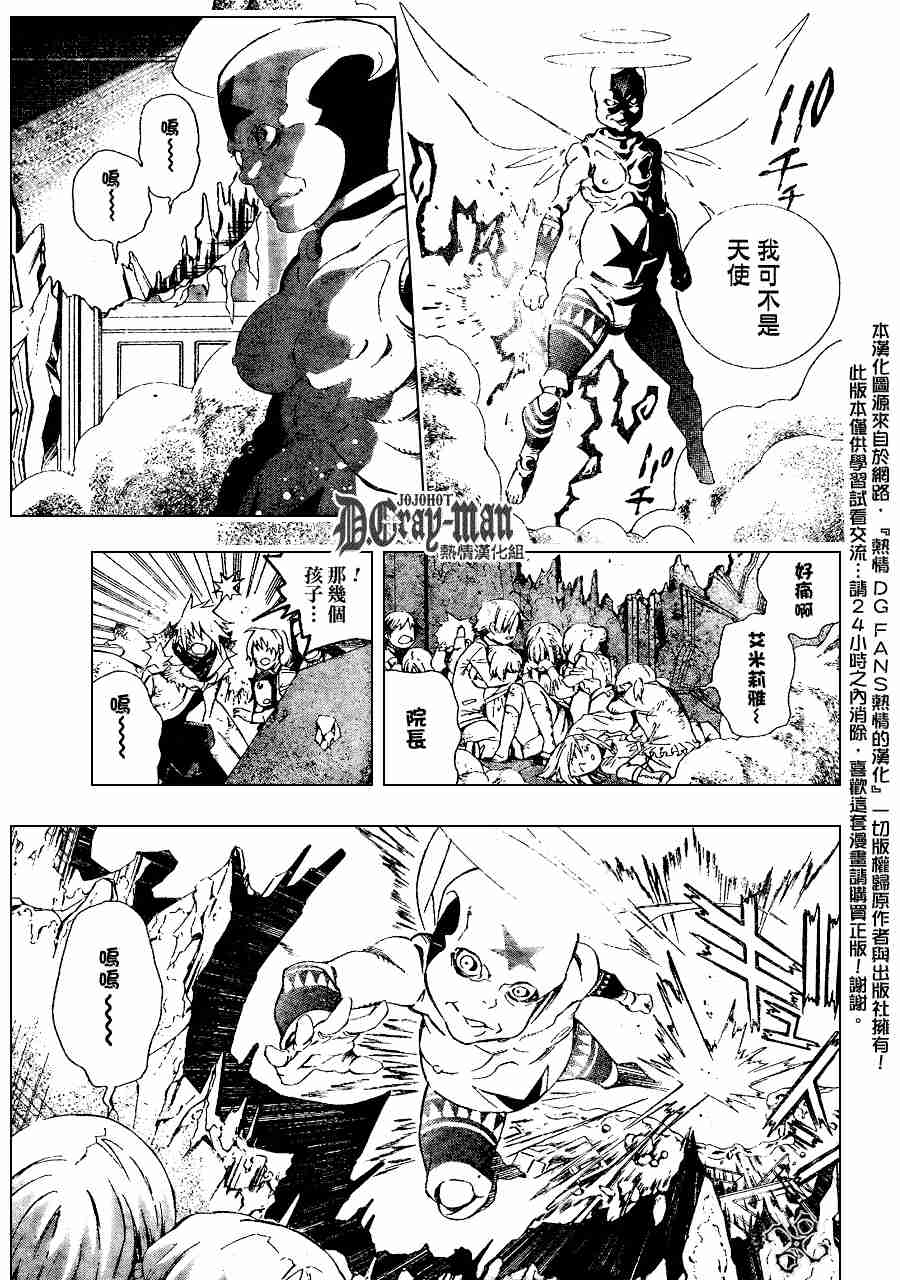 我可不是
天使
嗚～
嗚～
JOJOHOT
D.Gray-man
熱情漢化組
好痛啊
艾米莉雅～
院長
！
那幾個
孩子…
嗚～
嗚嗚～
本漢化圖源來自於網路．『熱情DG FANS熱情的漢化』一切版權歸原作者與出版社擁有！
此版本僅供學習試看交流…請24小時之內消除．喜歡這套漫畫請購買正版！謝謝。